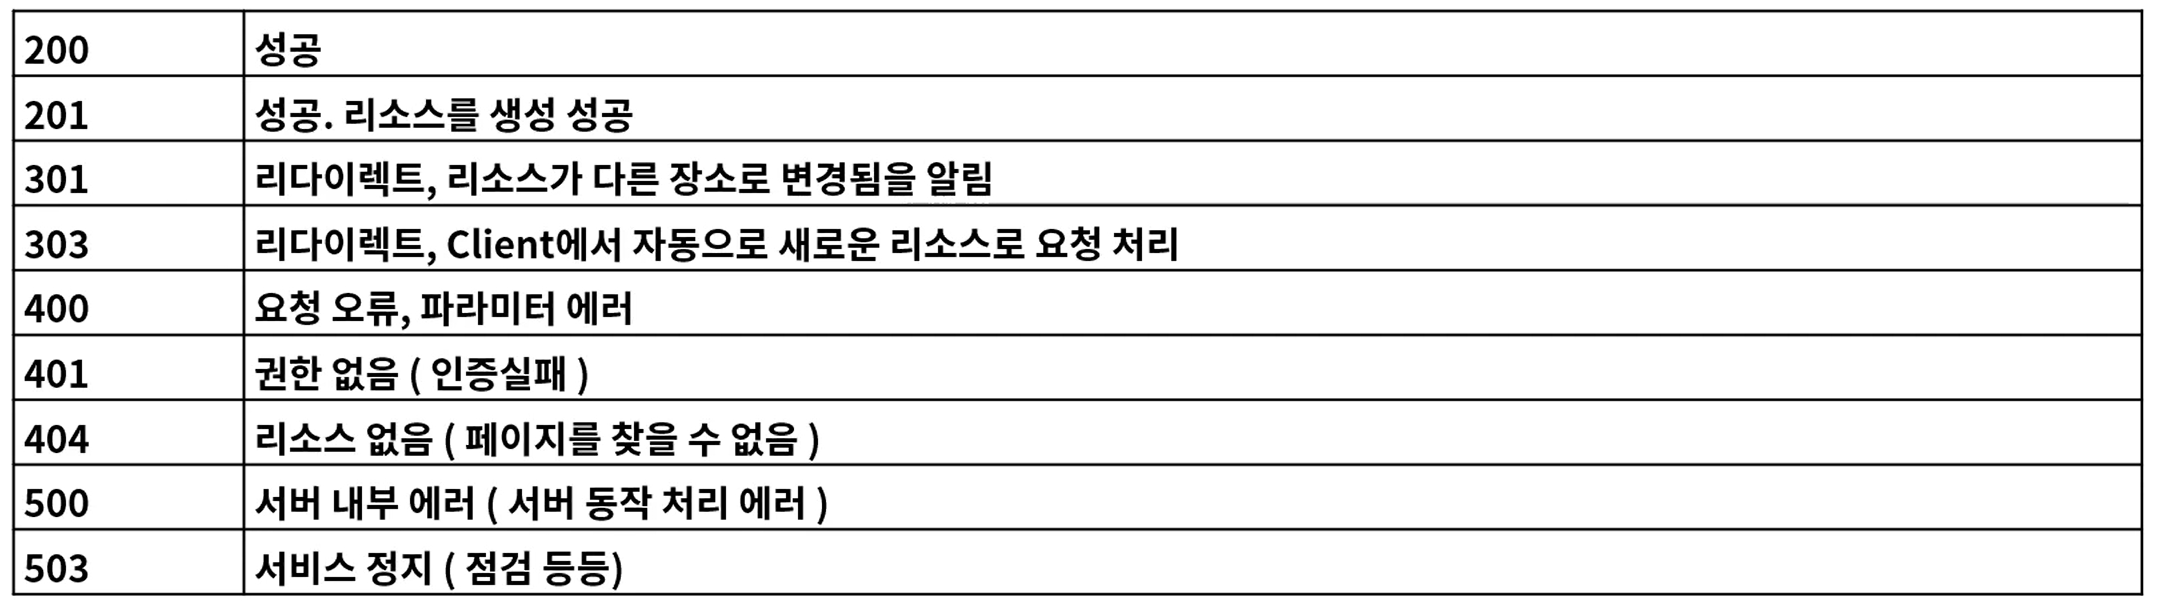 200 성공
201 성공. 리소스를 생성 성공
301 리다이렉트, 리소스가 다른 장소로 변경됨을 알림
303 리다이렉트, Client에서 자동으로 새로운 리소스로 요청 처리
400 요청 오류, 파라미터 에러
401 권한 없음 ( 인증실패 )
404 리소스 없음 ( 페이지를 찾을 수 없음 )
500 서버 내부 에러 ( 서버 동작 처리 에러 )
503 서비스 정지 ( 점검 등등)